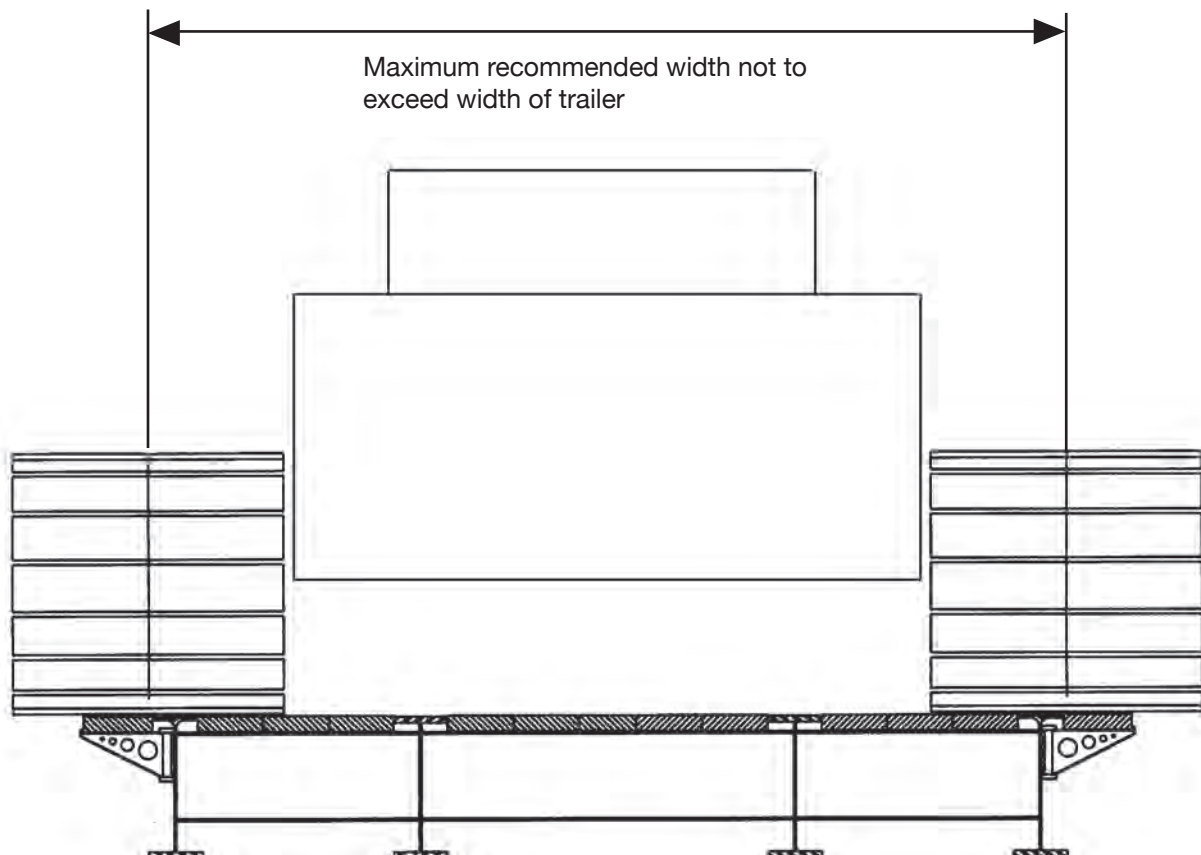 Maximum recommended width not to
exceed width of trailer